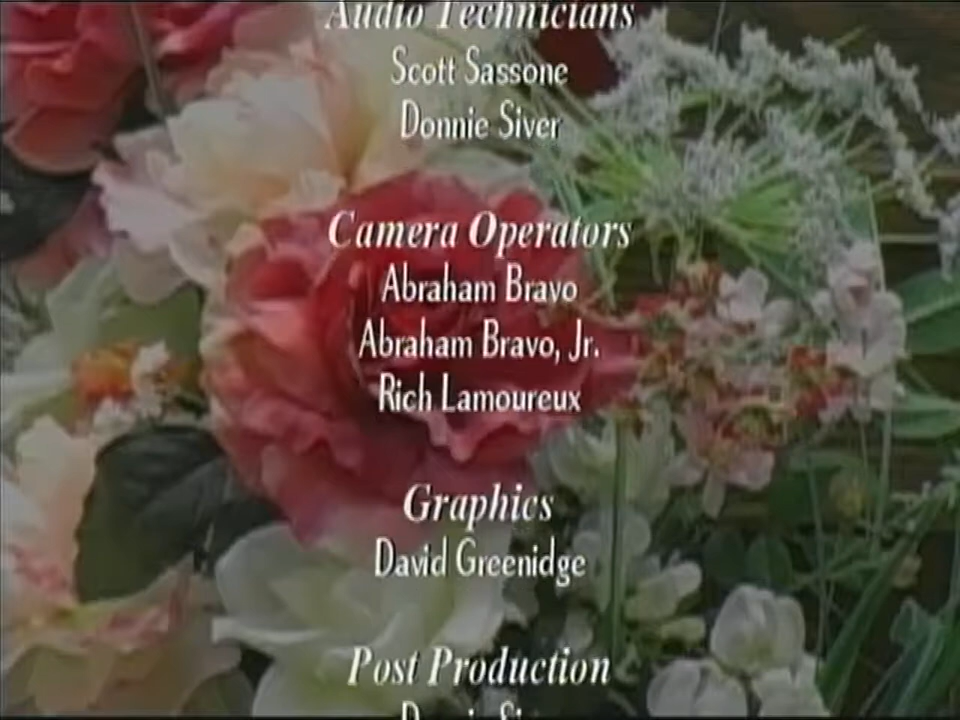 Audio Technicians
Scott Sassone
Donnie Siver
Camera Operators
Abraham Bravo
Abraham Bravo, Jr.
Rich Lamoureux
Graphics
David Greenidge
Post Production